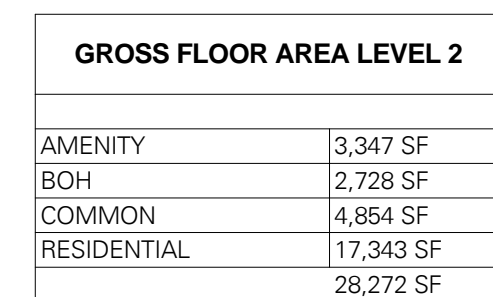 GROSS FLOOR AREA LEVEL 2
AMENITY 3,347 SF
BOH 2,728 SF
COMMON 4,854 SF
RESIDENTIAL 17,343 SF
28,272 SF